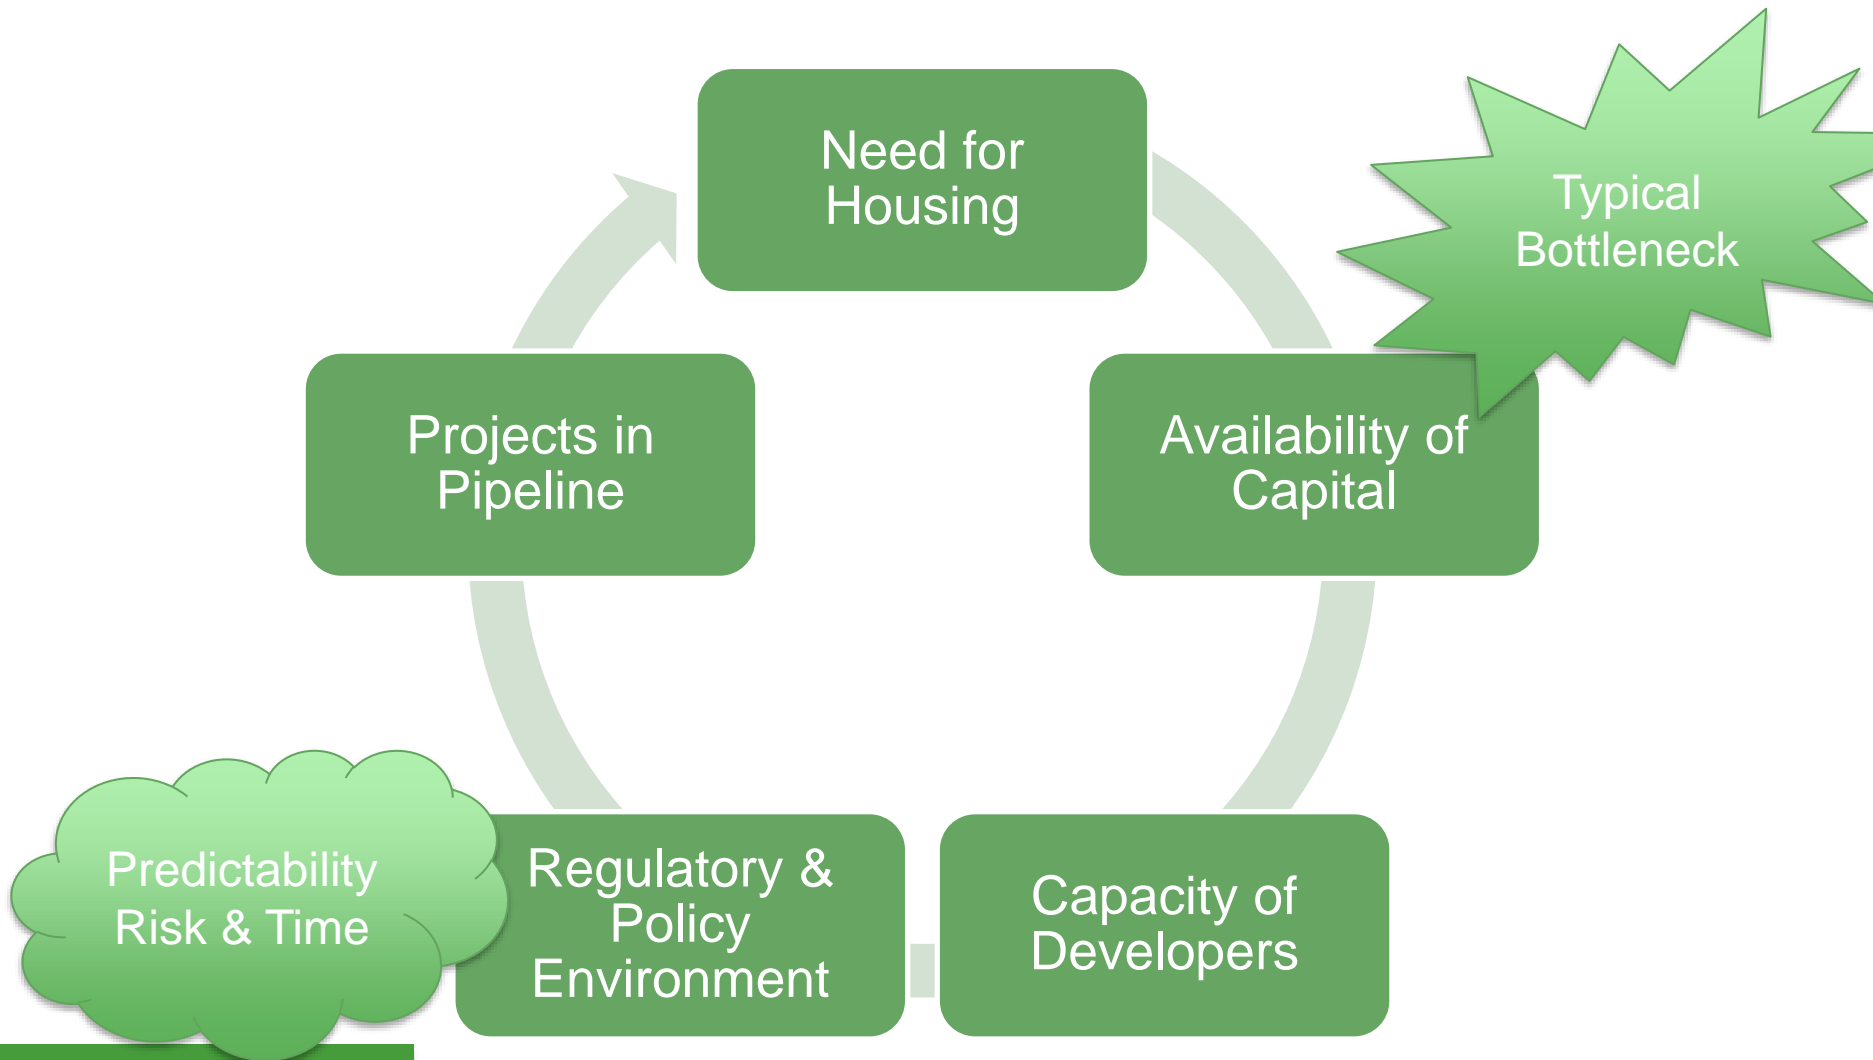 Need for
Housing
Typical
Bottleneck
Projects in
Pipeline
Availability of
Capital
Predictability
Risk & Time
Regulatory &
Policy
Environment
Capacity of
Developers